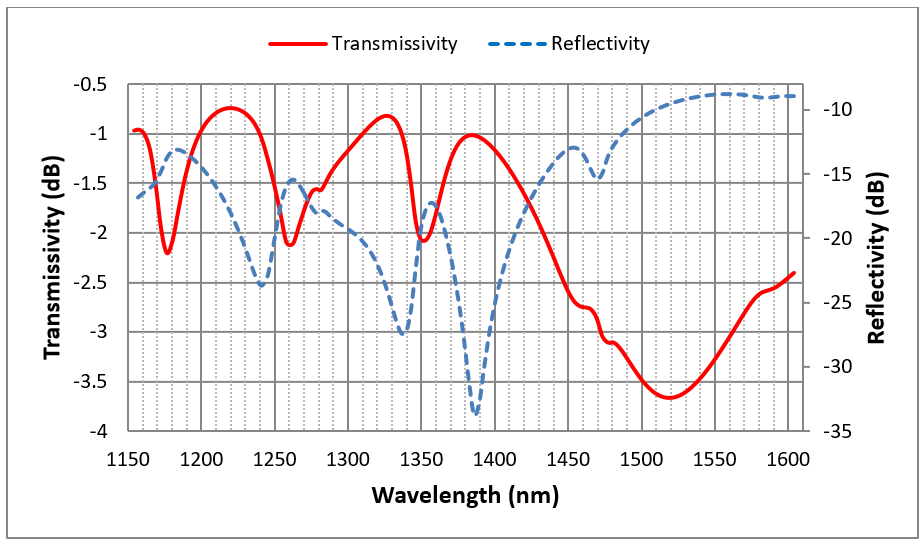 Transmissivity
Reflectivity
Transmissivity (dB)
-0.5
-1
-1.5
-2
-2.5
-3
-3.5
-4
-10
-15
-20
-25
-30
-35
Reflectivity (dB)
1150 1200 1250 1300 1350 1400 1450 1500 1550 1600
Wavelength (nm)